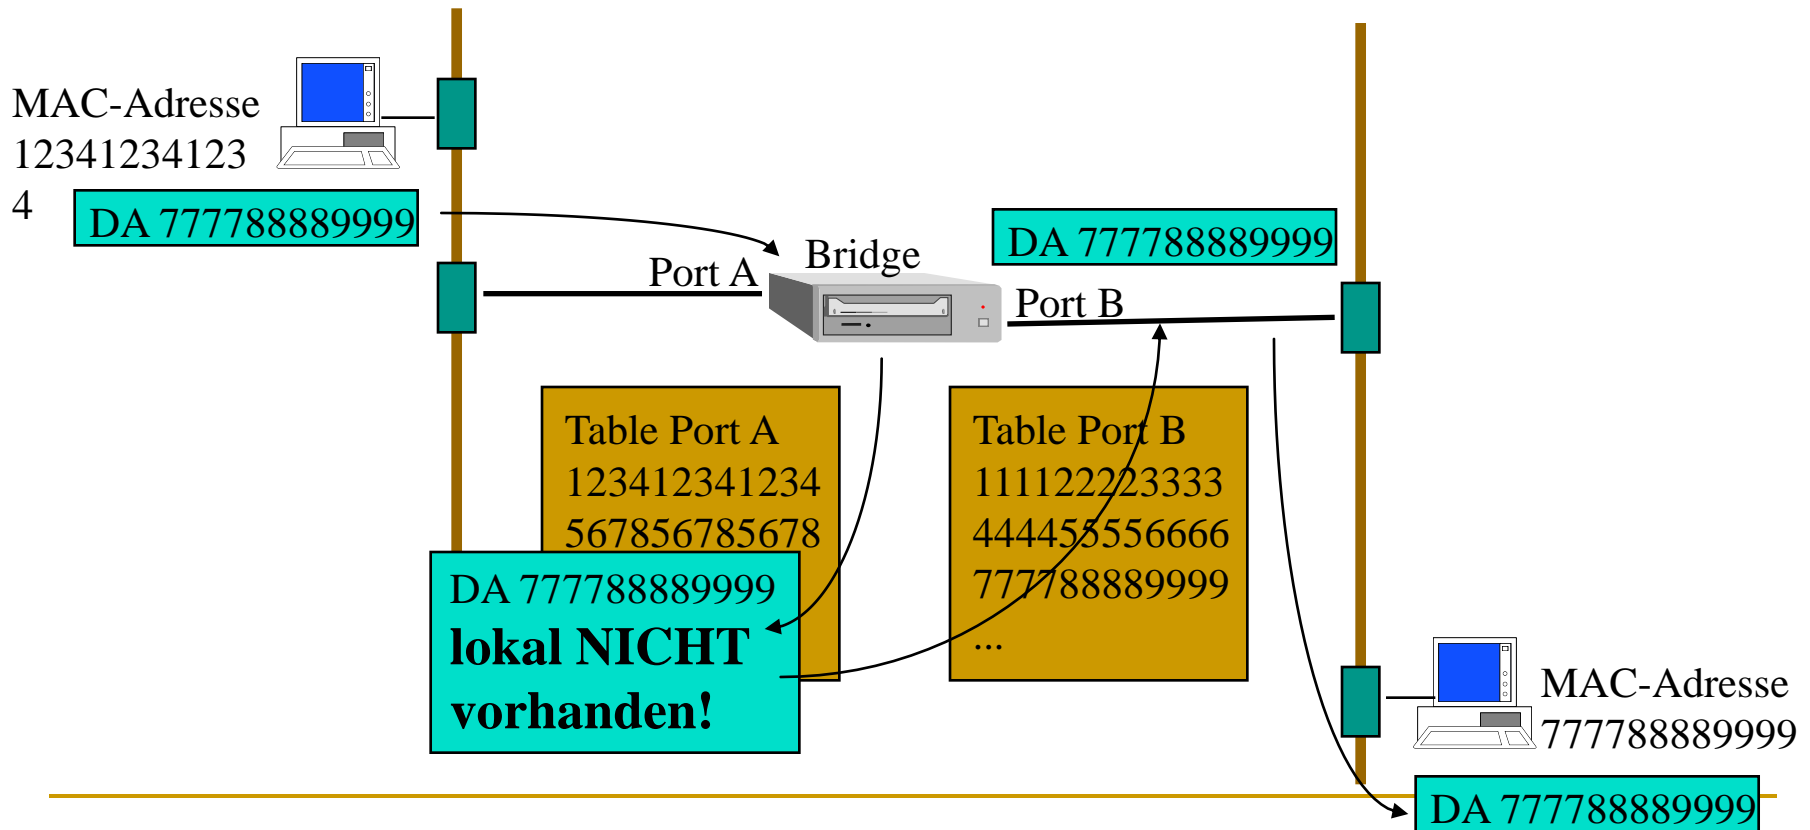 MAC-Adresse
12341234123
4
DA 777788889999
Port A
Bridge
DA 777788889999
Port B
Table Port A
123412341234
567856785678
DA 777788889999
lokal NICHT
vorhanden!
Table Port B
111122223333
444455556666
777788889999
...
MAC-Adresse
777788889999
DA 777788889999